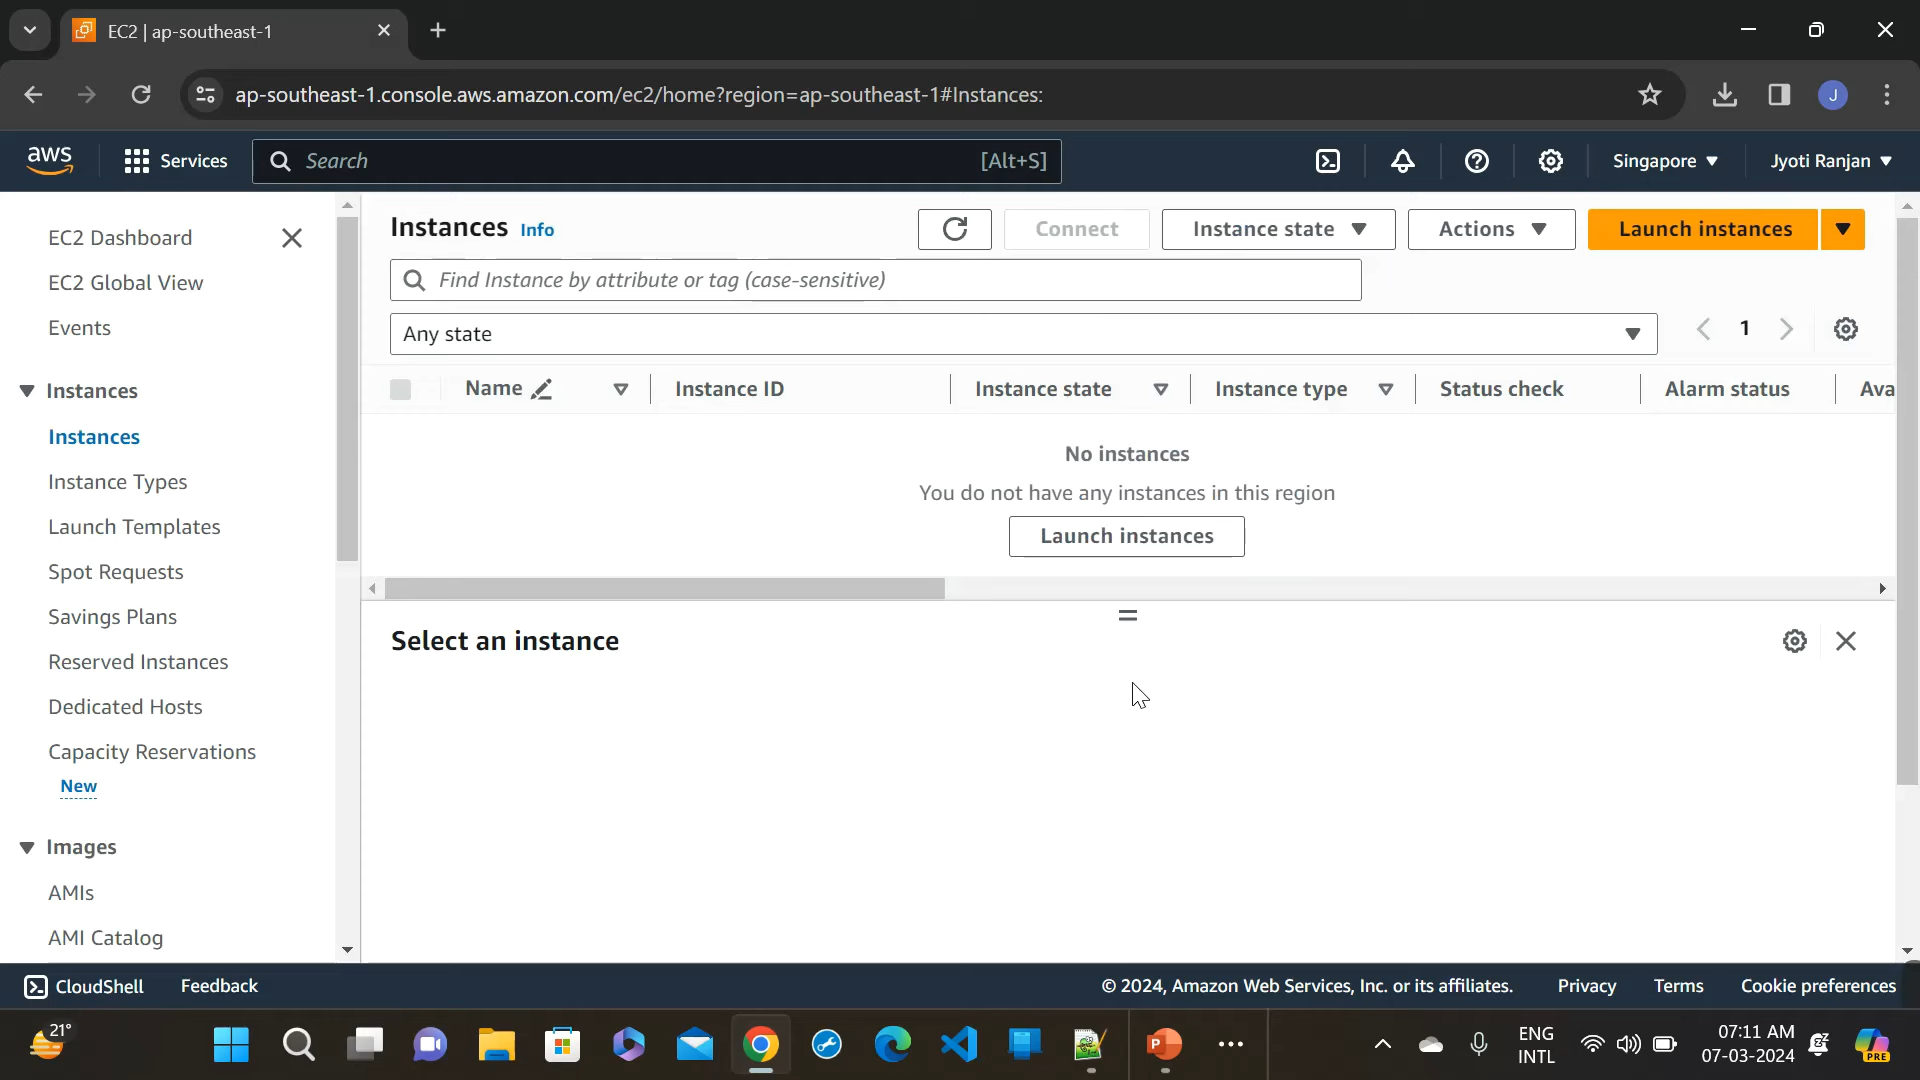 EC2 | ap-southeast-1
ap-southeast-1.console.aws.amazon.com/ec2/home?region=ap-southeast-1#Instances:
J
aws
Services
Search
[Alt+S]
Singapore
Jyoti Ranjan
EC2 Dashboard
EC2 Global View
Events
Instances
Instances
Instance Types
Launch Templates
Spot Requests
Savings Plans
Reserved Instances
Dedicated Hosts
Capacity Reservations
New
Images
AMIs
AMI Catalog
Instances Info
Connect
Instance state
Actions
Launch instances
Find Instance by attribute or tag (case-sensitive)
Any state
1
Name
Instance ID
Instance state
Instance type
Status check
Alarm status
Ava
No instances
You do not have any instances in this region
Launch instances
Select an instance
CloudShell
Feedback
© 2024, Amazon Web Services, Inc. or its affiliates.
Privacy
Terms
Cookie preferences
21°
P
ENG
INTL
07:11 AM
07-03-2024
PRE